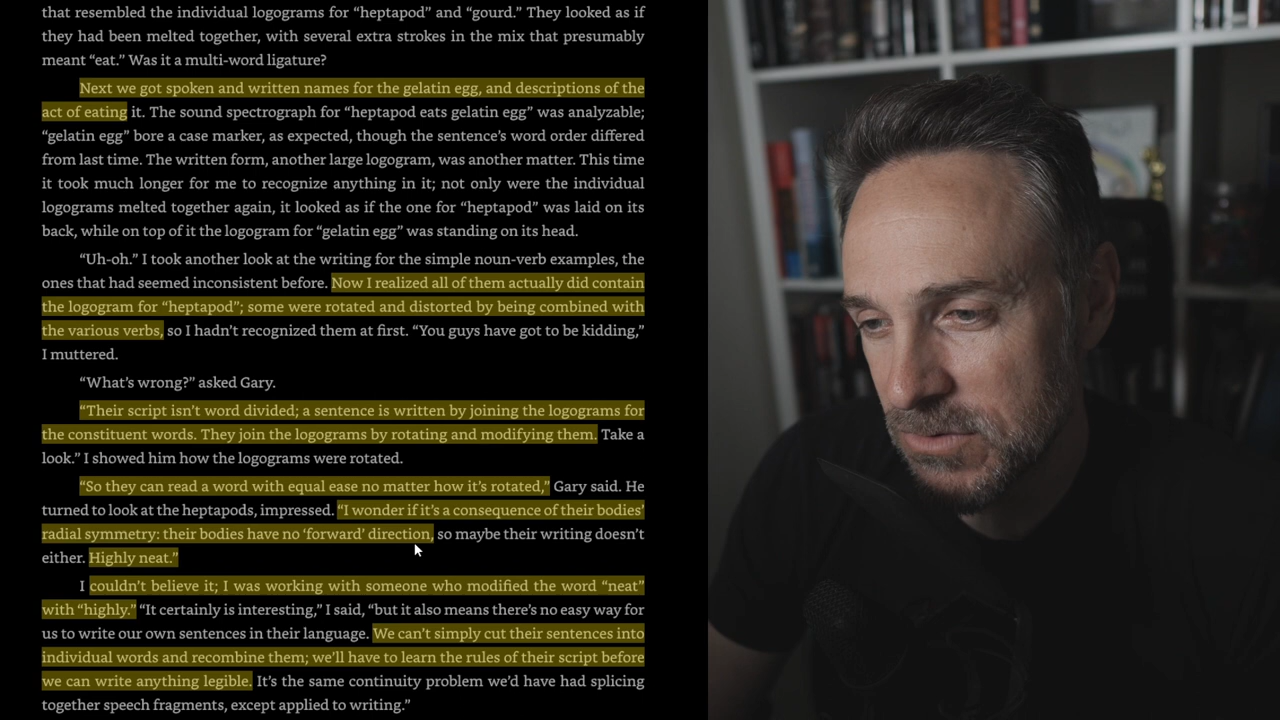 that resembled the individual logograms for “heptapod” and “gourd.” They looked as if
they had been melted together, with several extra strokes in the mix that presumably
meant “eat.” Was it a multi-word ligature?
Next we got spoken and written names for the gelatin egg, and descriptions of the
act of eating it. The sound spectrograph for “heptapod eats gelatin egg” was analyzable;
“gelatin egg” bore a case marker, as expected, though the sentence’s word order differed
from last time. The written form, another large logogram, was another matter. This time
it took much longer for me to recognize anything in it; not only were the individual
logograms melted together again, it looked as if the one for “heptapod” was laid on its
back, while on top of it the logogram for “gelatin egg” was standing on its head.
“Uh-oh.” I took another look at the writing for the simple noun-verb examples, the
ones that had seemed inconsistent before. Now I realized all of them actually did contain
the logogram for “heptapod”; some were rotated and distorted by being combined with
the various verbs, so I hadn’t recognized them at first. “You guys have got to be kidding,”
I muttered.
“What’s wrong?” asked Gary.
“Their script isn’t word divided; a sentence is written by joining the logograms for
the constituent words. They join the logograms by rotating and modifying them. Take a
look.” I showed him how the logograms were rotated.
“So they can read a word with equal ease no matter how it’s rotated,” Gary said. He
turned to look at the heptapods, impressed. “I wonder if it’s a consequence of their bodies’
radial symmetry: their bodies have no ‘forward’ direction, so maybe their writing doesn’t
either. Highly neat.”
I couldn’t believe it; I was working with someone who modified the word “neat”
with “highly.” “It certainly is interesting,” I said, “but it also means there’s no easy way for
us to write our own sentences in their language. We can’t simply cut their sentences into
individual words and recombine them; we’ll have to learn the rules of their script before
we can write anything legible. It’s the same continuity problem we’d have had splicing
together speech fragments, except applied to writing.”